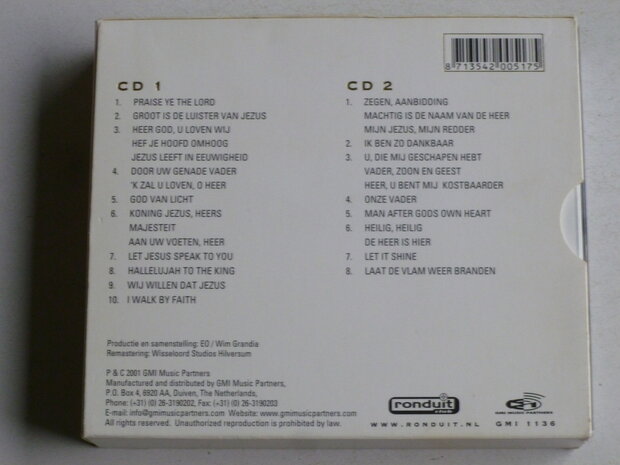 8 713542 005175
CD 1
1. PRAISE YE THE LORD
2. GROOT IS DE LUISTER VAN JEZUS
3. HEER GOD, U LOVEN WIJ
HEF JE HOOFD OMHOOG
JEZUS LEEFT IN EEUWIGHEID
4. DOOR UW GENADE VADER
'K ZAL U LOVEN, O HEER
5. GOD VAN LICHT
6. KONING JEZUS, HEERS
MAJESTEIT
AAN UW VOETEN, HEER
7. LET JESUS SPEAK TO YOU
8. HALLELUJAH TO THE KING
9. WIJ WILLEN DAT JEZUS
10. I WALK BY FAITH
CD 2
1. ZEGEN, AANBIDDING
MACHTIG IS DE NAAM VAN DE HEER
MIJN JEZUS, MIJN REDDER
2. IK BEN ZO DANKBAAR
3. U, DIE MIJ GESCHAPEN HEBT
VADER, ZOON EN GEEST
HEER, U BENT MIJ KOSTBAARDER
4. ONZE VADER
5. MAN AFTER GODS OWN HEART
6. HEILIG, HEILIG
DE HEER IS HIER
7. LET IT SHINE
8. LAAT DE VLAM WEER BRANDEN
Productie en samenstelling: EO / Wim Grandia
Remastering: Wisseloord Studios Hilversum
P & C 2001 GMI Music Partners
Manufactured and distributed by GMI Music Partners,
P.O. Box 4, 6920 AA, Duiven, The Netherlands,
Phone: (+31) (0) 26-3190202, Fax: (+31) (0) 26-3190203
E-mail: info@gmimusicpartners.com Website: www.gmimusicpartners.com
All rights reserved. Unauthorized reproduction is prohibited by law.
ronduit
club
WWW.RONDUIT.NL
GMI MUSIC PARTNERS
GMI 1136